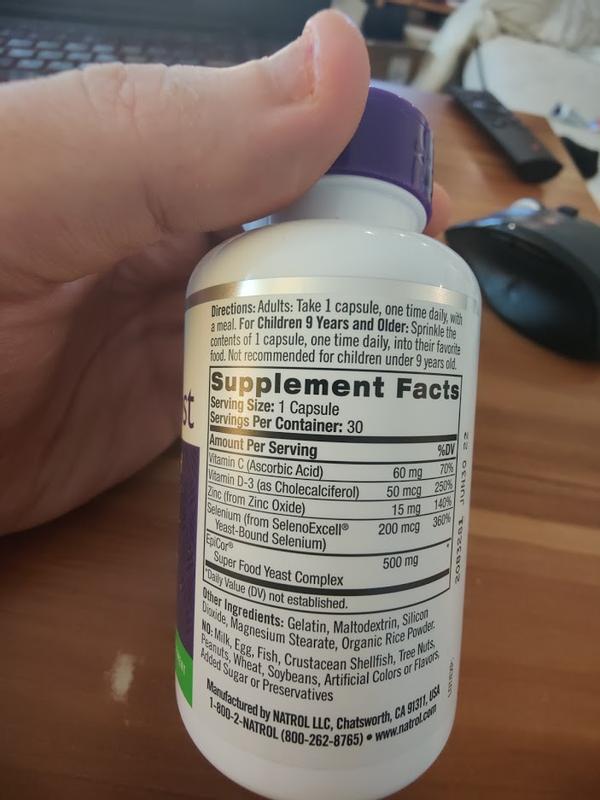 Directions: Adults: Take 1 capsule, one time daily, with
a meal. For Children 9 Years and Older: Sprinkle the
contents of 1 capsule, one time daily, into their favorite
food. Not recommended for children under 9 years old.
Supplement Facts
Serving Size: 1 Capsule
Servings Per Container: 30
Amount Per Serving %DV
Vitamin C (Ascorbic Acid) 60 mg 70%
Vitamin D-3 (as Cholecalciferol) 50 mcg 250%
Zinc (from Zinc Oxide) 15 mg 140%
Selenium (from SelenoExcell® 200 mcg 360%
Yeast-Bound Selenium)
EpiCor® 500 mg *
Super Food Yeast Complex
*Daily Value (DV) not established.
Other Ingredients: Gelatin, Maltodextrin, Silicon
Dioxide, Magnesium Stearate, Organic Rice Powder.
NO: Milk, Egg, Fish, Crustacean Shellfish, Tree Nuts,
Peanuts, Wheat, Soybeans, Artificial Colors or Flavors,
Added Sugar or Preservatives
Manufactured by NATROL LLC, Chatsworth, CA 91311, USA
1-800-2-NATROL (800-262-8765) • www.natrol.com
st
2083281 JUN30 22